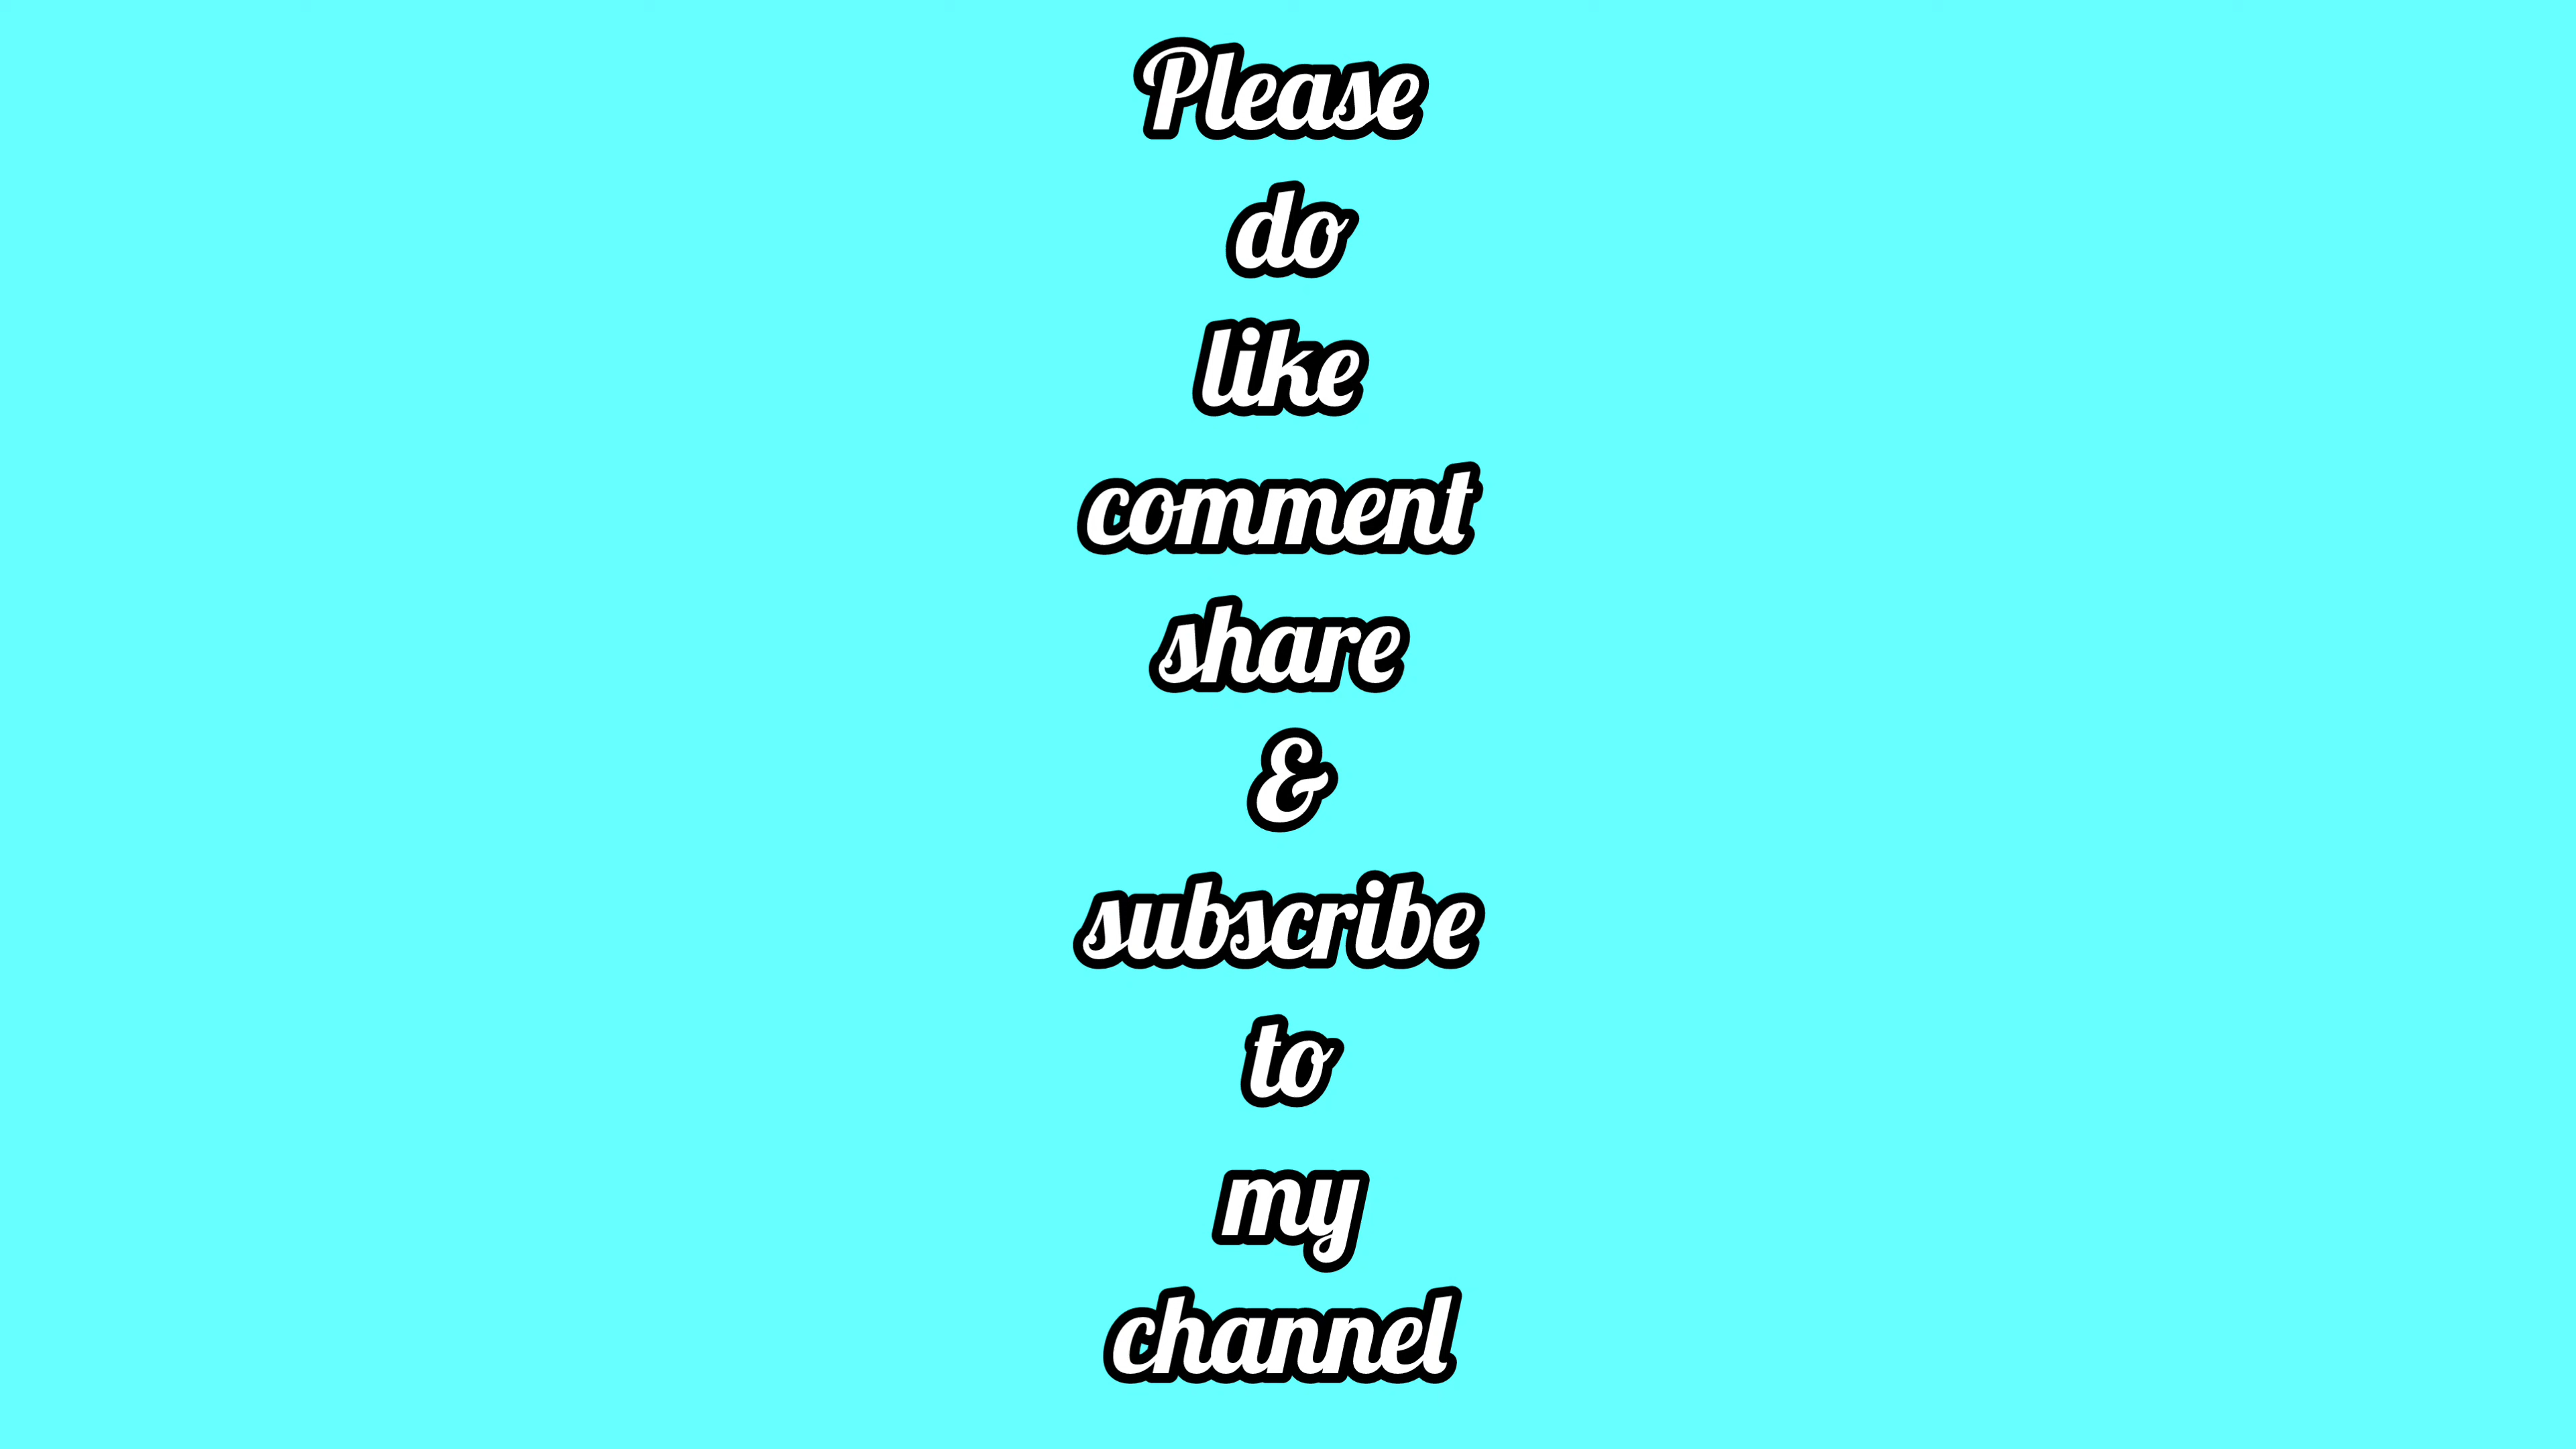 Please
do
like
comment
share
&
subscribe
to
my
channel